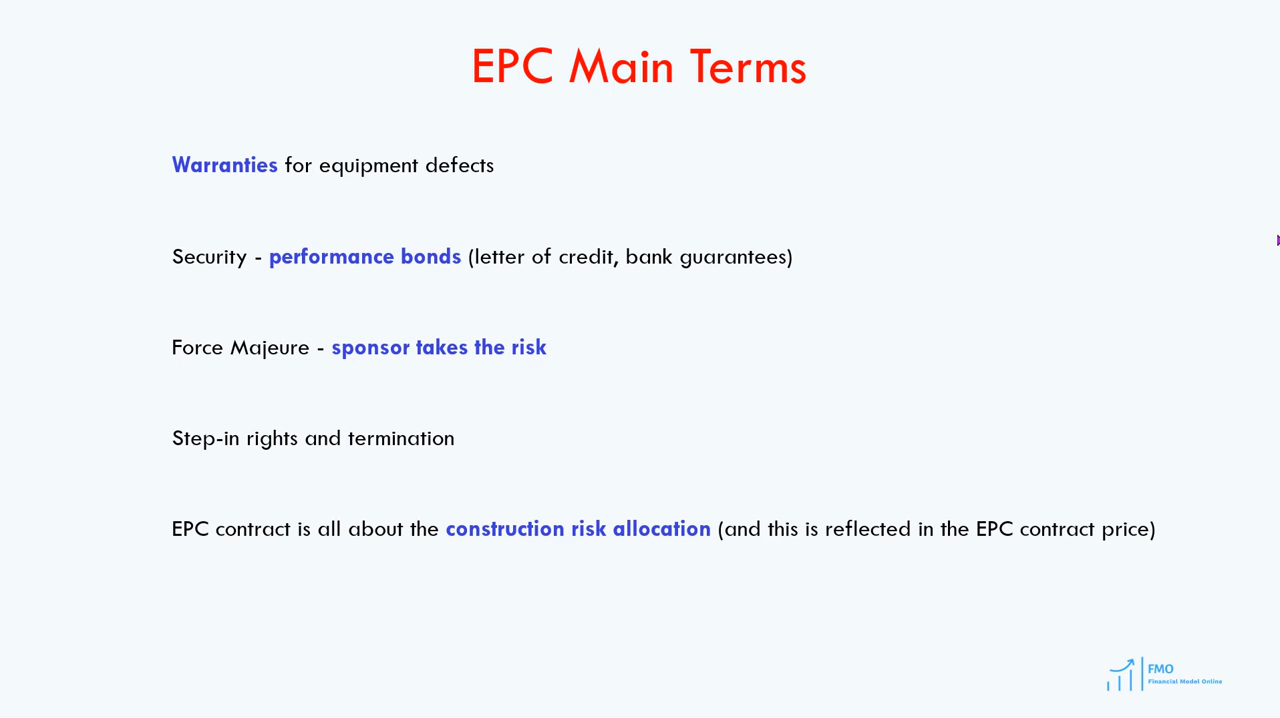 EPC Main Terms
Warranties for equipment defects
Security - performance bonds (letter of credit, bank guarantees)
Force Majeure - sponsor takes the risk
Step-in rights and termination
EPC contract is all about the construction risk allocation (and this is reflected in the EPC contract price)
FMO
Financial Model Online